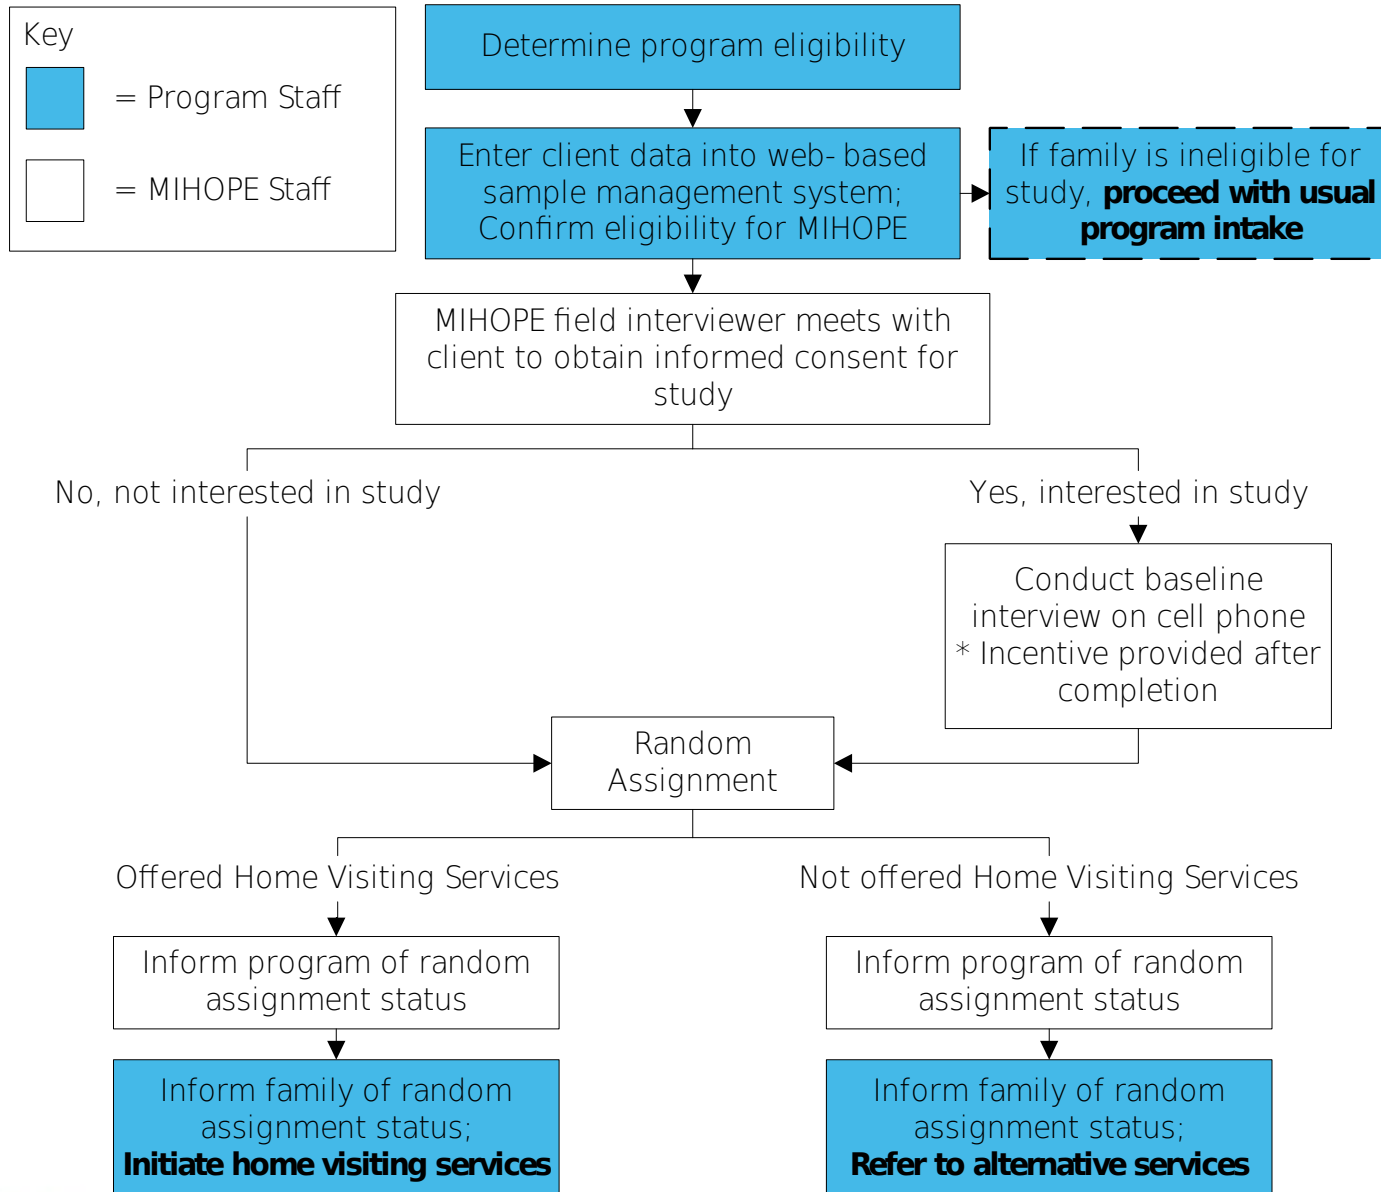 Key
= Program Staff
= MIHOPE Staff
Determine program eligibility
Enter client data into web-based
sample management system;
Confirm eligibility for MIHOPE
If family is ineligible for
study, proceed with usual
program intake
MIHOPE field interviewer meets with
client to obtain informed consent for
study
No, not interested in study
Yes, interested in study
Conduct baseline
interview on cell phone
* Incentive provided after
completion
Random
Assignment
Offered Home Visiting Services
Not offered Home Visiting Services
Inform program of random
assignment status
Inform program of random
assignment status
Inform family of random
assignment status;
Initiate home visiting services
Inform family of random
assignment status;
Refer to alternative services